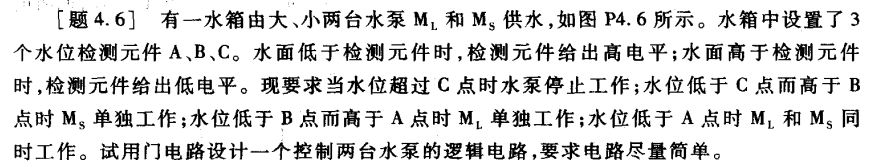 [题 4.6] 有一水箱由大、小两台水泵 M_L 和 M_S 供水,如图 P4.6 所示。水箱中设置了 3
个水位检测元件 A、B、C。水面低于检测元件时,检测元件给出高电平;水面高于检测元件
时,检测元件给出低电平。现要求当水位超过 C 点时水泵停止工作;水位低于 C 点而高于 B
点时 M_S 单独工作;水位低于 B 点而高于 A 点时 M_L 单独工作;水位低于 A 点时 M_L 和 M_S 同
时工作。试用门电路设计一个控制两台水泵的逻辑电路,要求电路尽量简单。